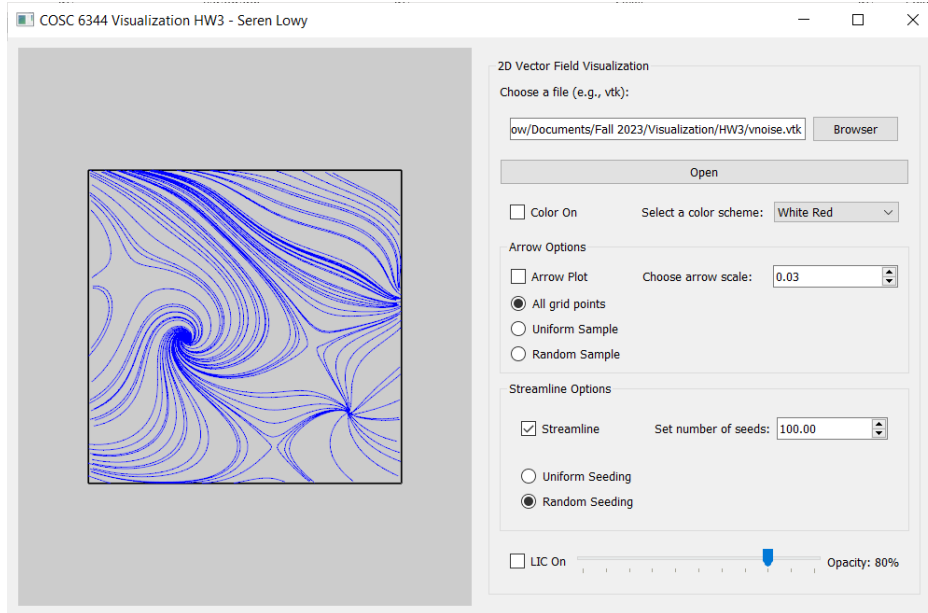 COSC 6344 Visualization HW3 - Seren Lowy
2D Vector Field Visualization
Choose a file (e.g., vtk):
ow/Documents/Fall 2023/Visualization/HW3/vnoise.vtk Browser
Open
Color On Select a color scheme: White Red
Arrow Options
Arrow Plot Choose arrow scale: 0.03
All grid points
Uniform Sample
Random Sample
Streamline Options
Streamline Set number of seeds: 100.00
Uniform Seeding
Random Seeding
LIC On Opacity: 80%